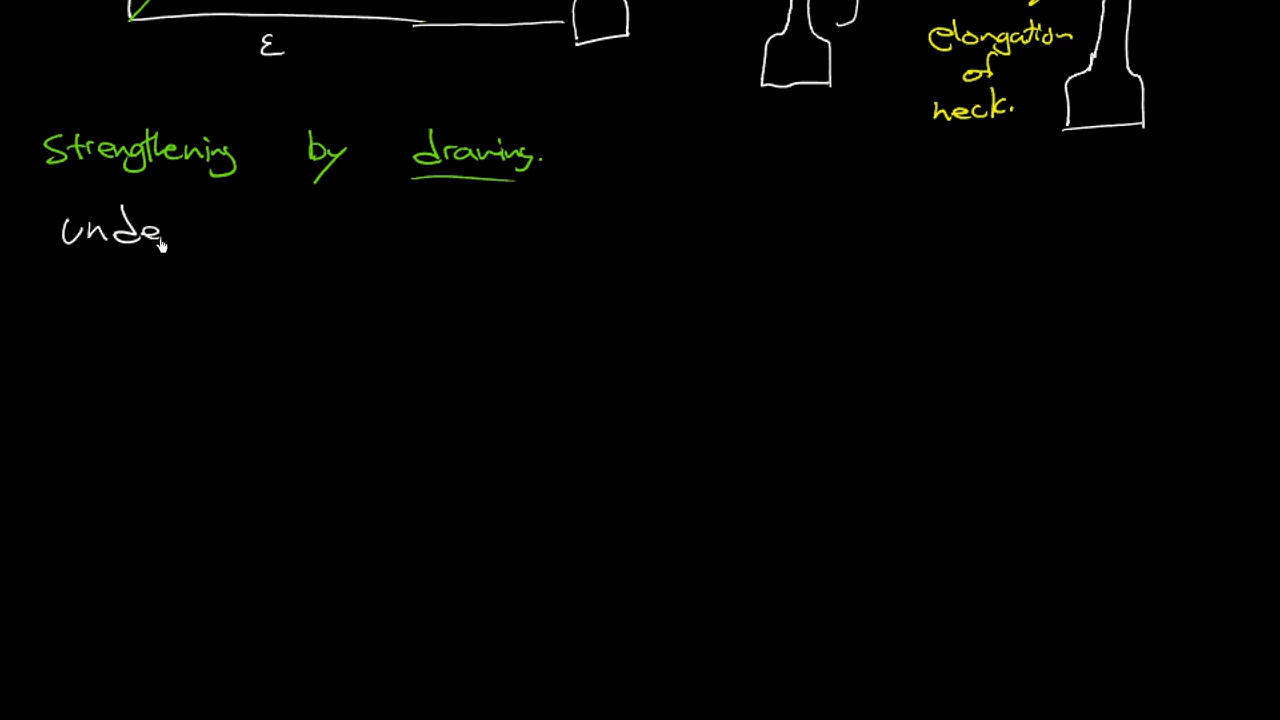 ε
elongation
of
neck.
Strengthening by drawing.
unde